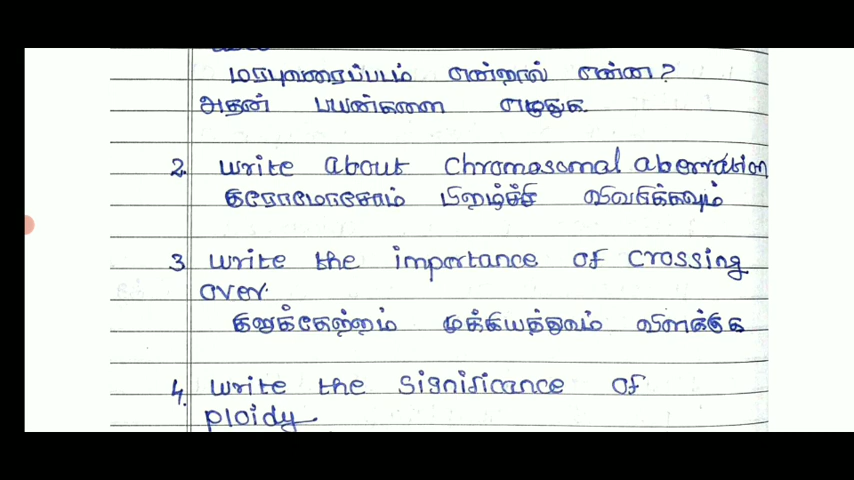 மரபுவரைப்படம் என்றால் என்ன?
அதன் பயன்களை எழுதுக
2. Write about chromosomal aberration
குரோமோசோம் பிறழ்ச்சி விவரிக்கவும்
3 Write the importance of crossing
over.
குறுக்கேற்றம் முக்கியத்துவம் விளக்குக
4. Write the significance of
ploidy